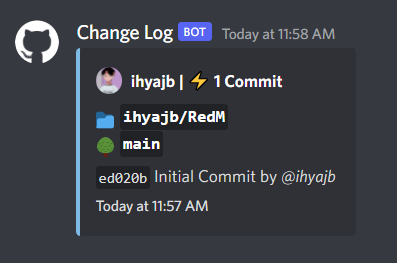 Change Log BOT Today at 11:58 AM
ihyajb | ⚡ 1 Commit
ihyajb/RedM
main
ed020b Initial Commit by @ihyajb
Today at 11:57 AM